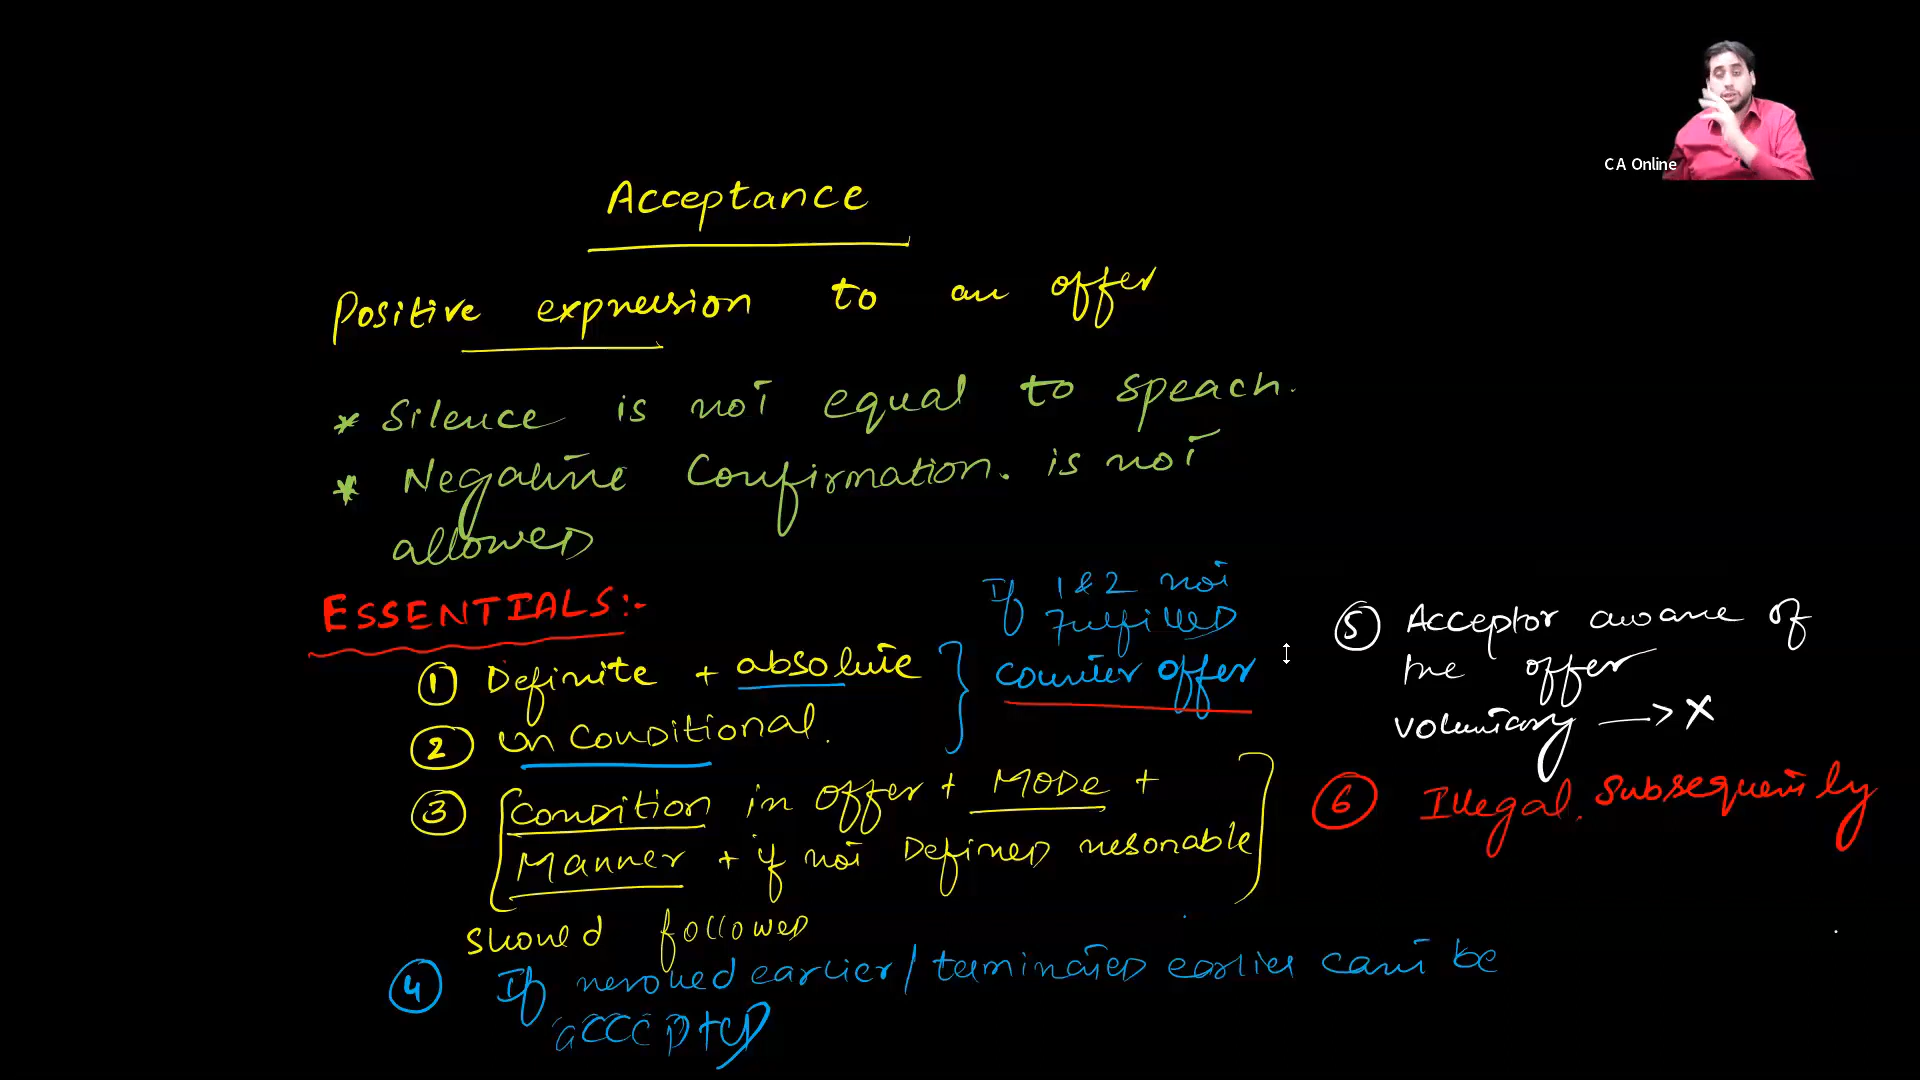 CA Online
Acceptance
Positive expression to an offer
* Silence is not equal to speach.
* Negative Confirmation. is not
allowed
ESSENTIALS:-
① Definite + absolute
② un conditional.
If 1 & 2 not
Fulfilled
counter offer
③ [condition in offer + MODE +
Manner + if not Defined resonable]
should followed
④ If revoked earlier / terminated earlier can't be
accepted
⑤ Acceptor aware of
the offer
voluntary —> X
⑥ Illegal. Subsequently